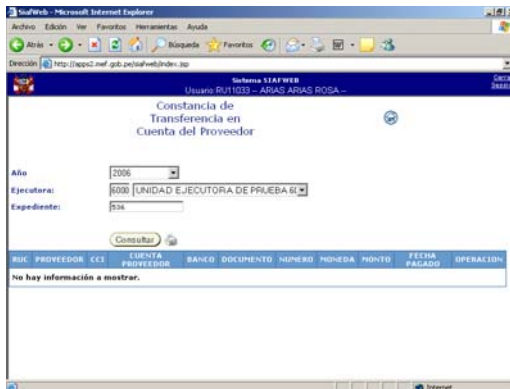 SiafWeb - Microsoft Internet Explorer
Archivo Edición Ver Favoritos Herramientas Ayuda
Atrás Búsqueda Favoritos
Dirección http://apps2.mef.gob.pe/siafweb/index.jsp
Sistema SIAFWEB
Usuario:RU11033 -- ARIAS ARIAS ROSA --
Constancia de
Transferencia en
Cuenta del Proveedor
Año 2006
Ejecutora: 6000 UNIDAD EJECUTORA DE PRUEBA
Expediente: 536
Consultar
RUC PROVEEDOR CCI CUENTA PROVEEDOR BANCO DOCUMENTO NUMERO MONEDA MONTO FECHA PAGADO OPERACION
No hay información a mostrar.
Internet